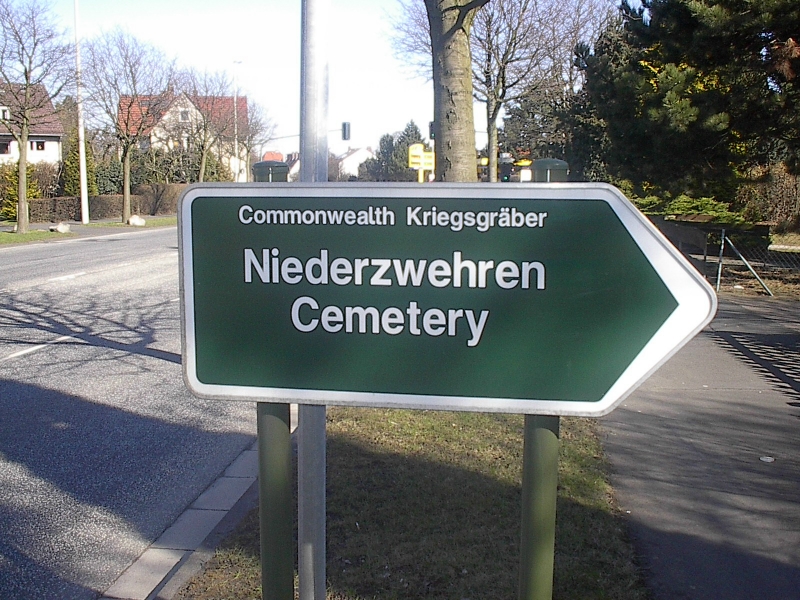 Commonwealth Kriegsgräber
Niederzwehren
Cemetery